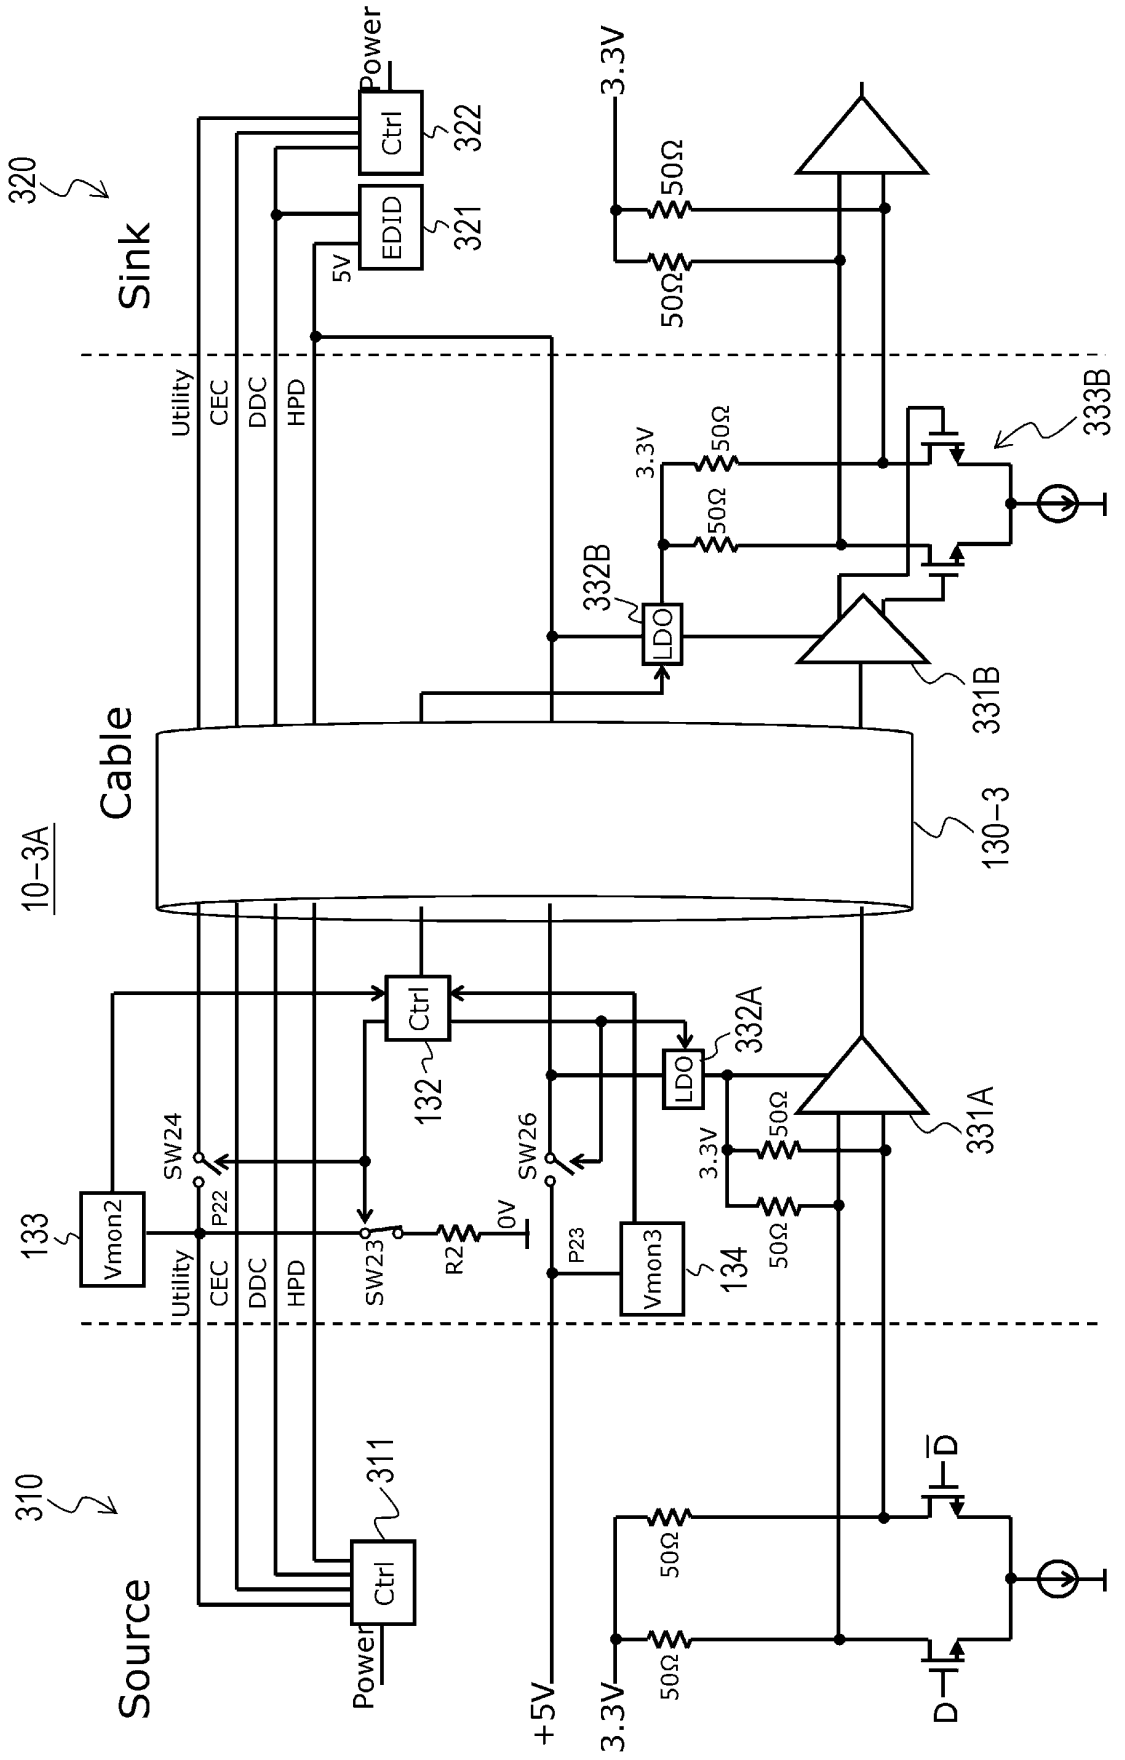 10-3A
310
320
Source
Cable
Sink
133
Vmon2
SW24
P22
Utility
CEC
DDC
HPD
Utility
CEC
DDC
HPD
Power
Ctrl
311
SW23
R2
0V
Ctrl
132
5V
EDID
321
Ctrl
322
Power
+5V
P23
SW26
Vmon3
134
LDO
332A
3.3V
50Ω
50Ω
331A
3.3V
50Ω
50Ω
D
D̅
130-3
LDO
332B
3.3V
50Ω
50Ω
331B
333B
3.3V
50Ω
50Ω